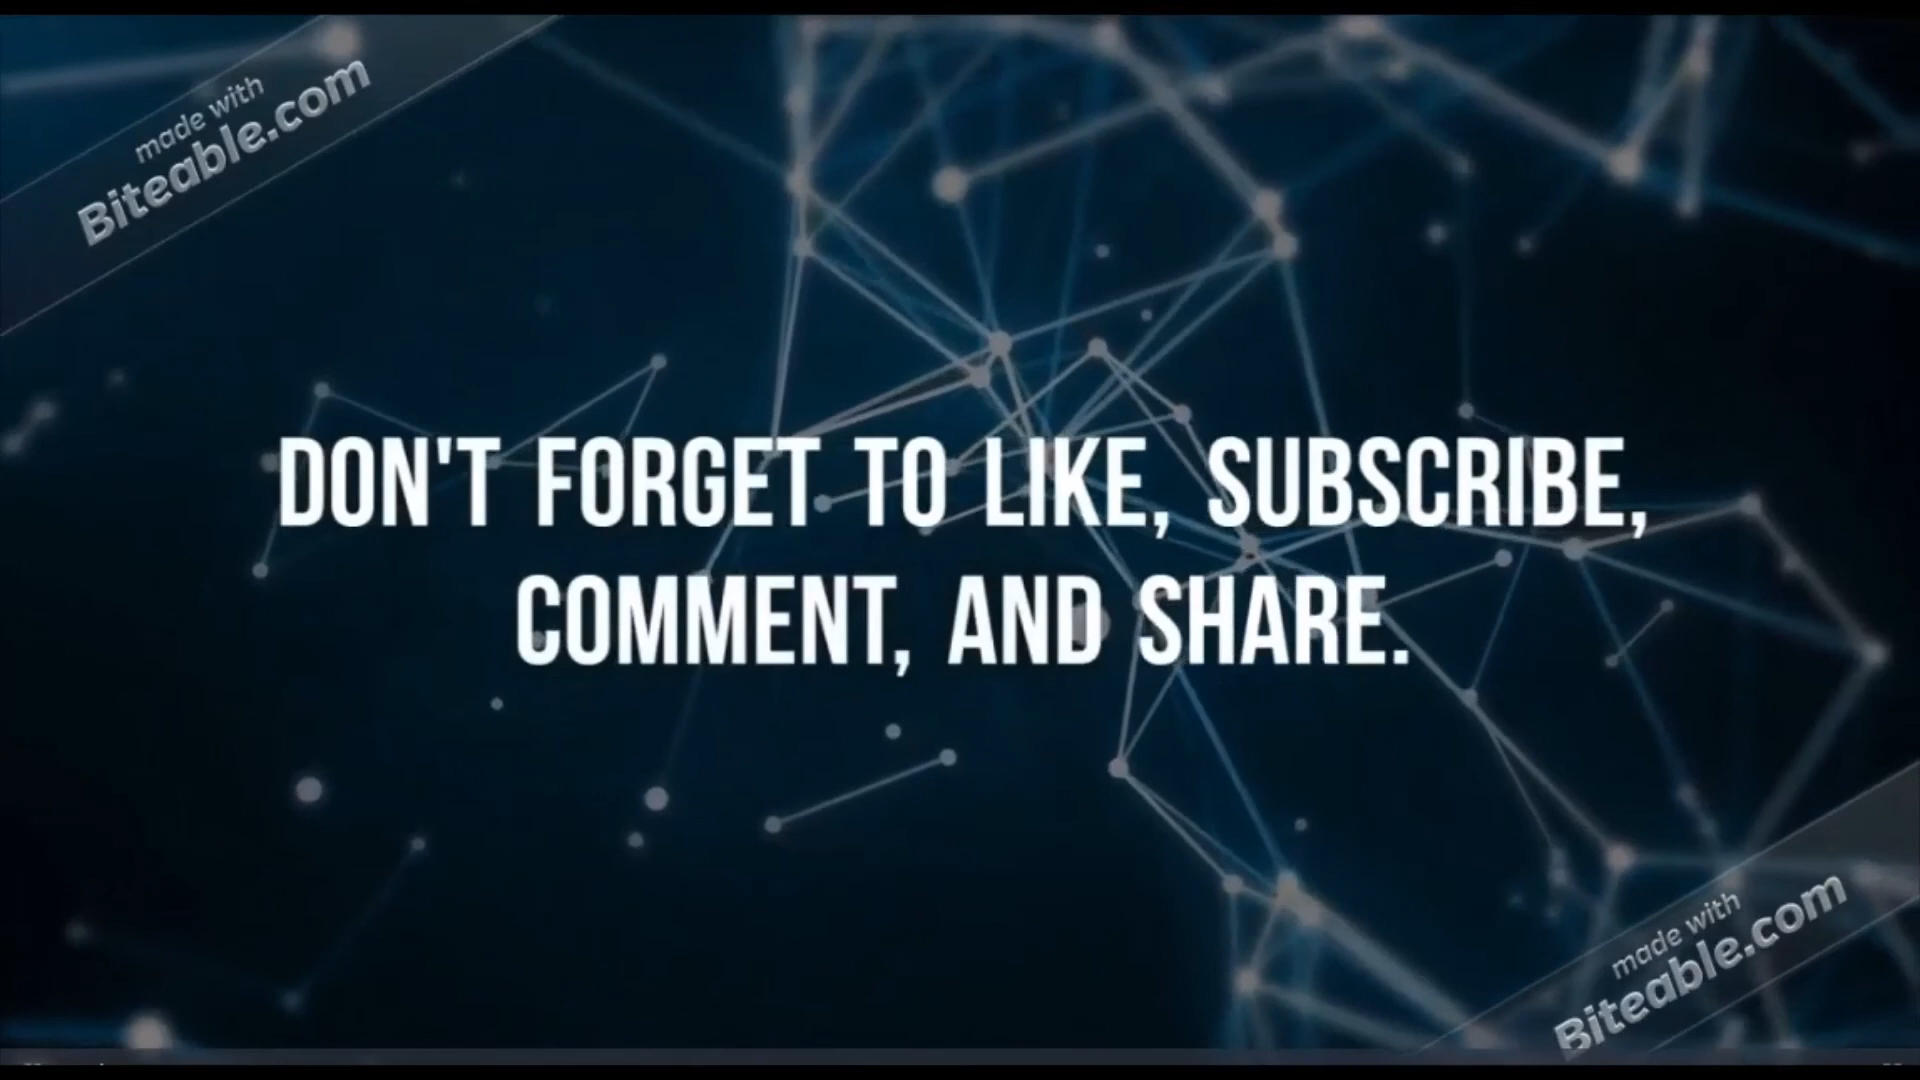 made with
Biteable.com
DON'T FORGET TO LIKE, SUBSCRIBE,
COMMENT, AND SHARE.
made with
Biteable.com